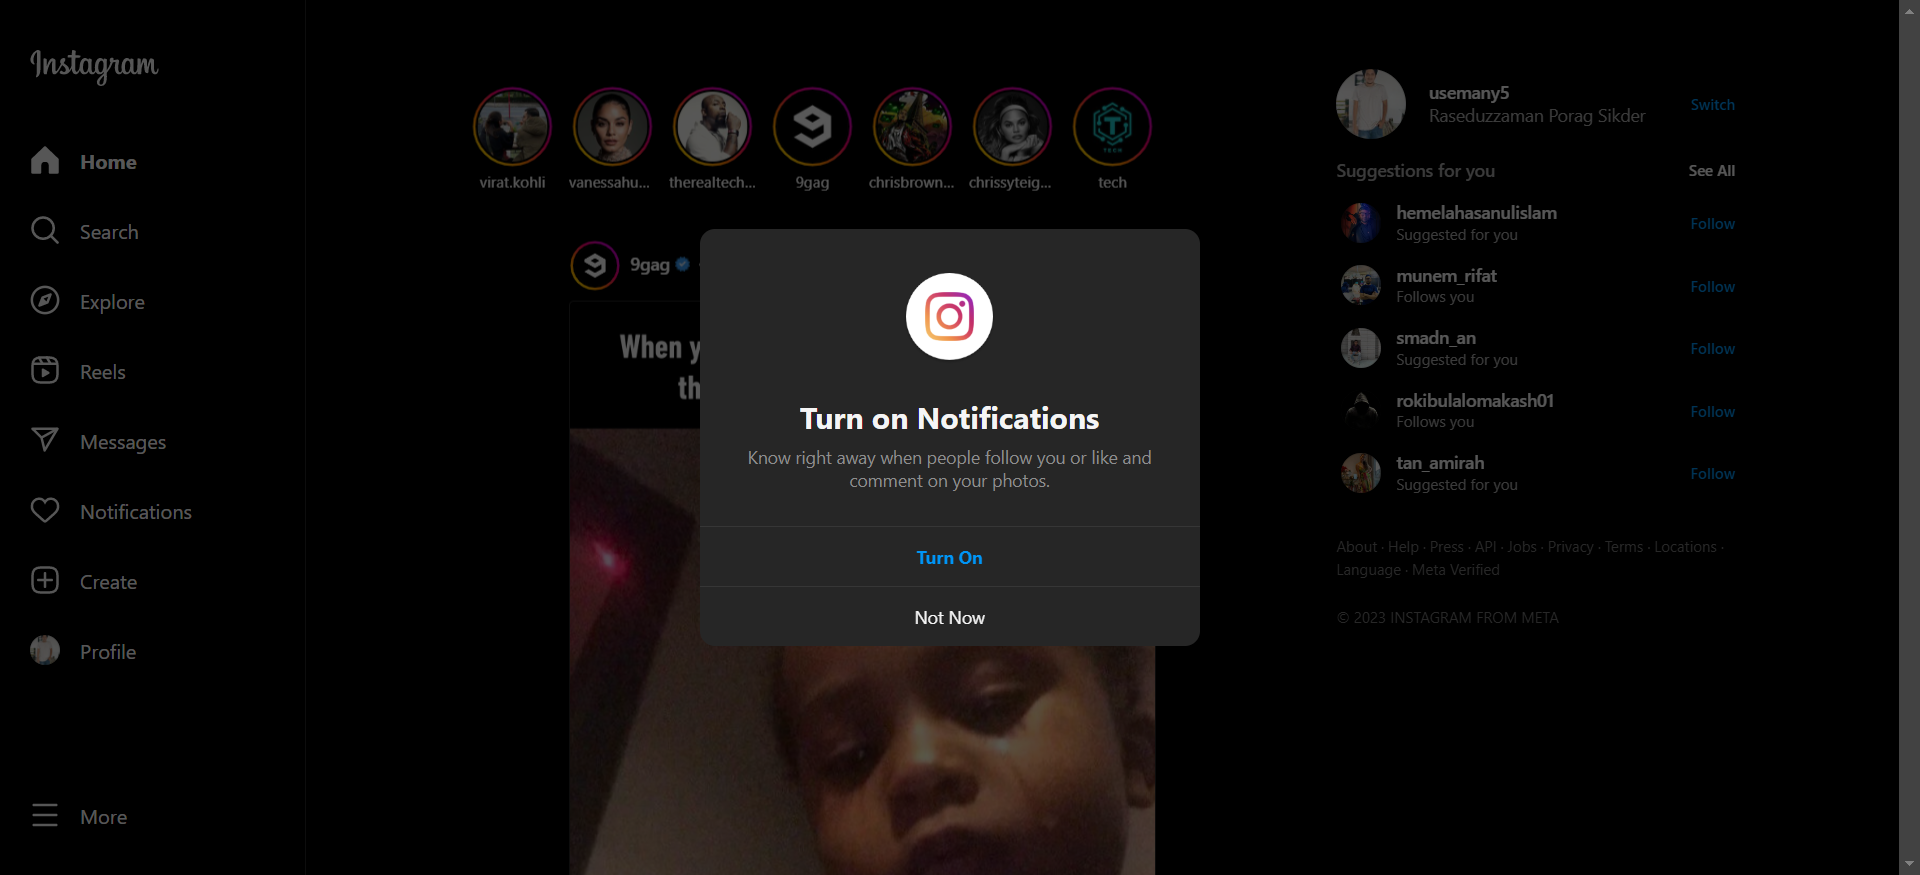 Instagram
Home
Search
Explore
Reels
Messages
Notifications
Create
Profile
More
virat.kohli
vanessahu...
therealtech...
9gag
chrisbrown...
chrissyteig...
tech
TECH
9gag
When y
th
Turn on Notifications
Know right away when people follow you or like and
comment on your photos.
Turn On
Not Now
usemany5
Raseduzzaman Porag Sikder
Switch
Suggestions for you
See All
hemelahasanulislam
Suggested for you
Follow
munem_rifat
Follows you
Follow
smadn_an
Suggested for you
Follow
rokibulalomakash01
Follows you
Follow
tan_amirah
Suggested for you
Follow
About · Help · Press · API · Jobs · Privacy · Terms · Locations ·
Language · Meta Verified
© 2023 INSTAGRAM FROM META